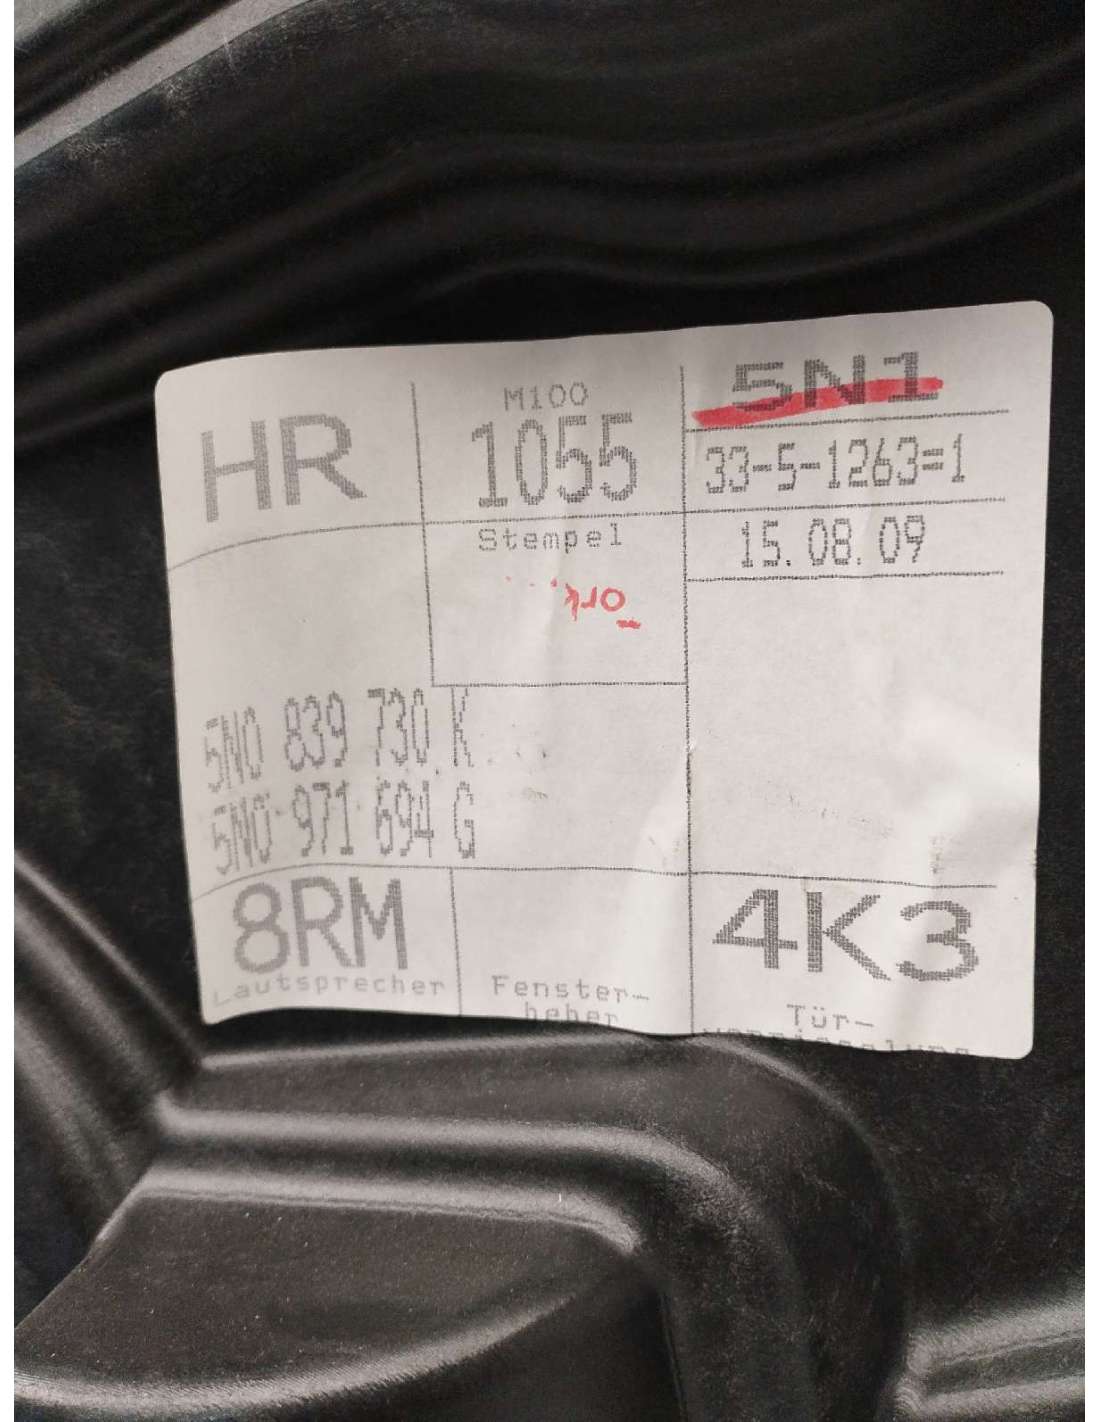 HR
M100
1055
5N1
33-5-1263=1
Stempel
15.08.09
5N0 839 730 K
5N0 971 694 G
8RM
Lautsprecher
Fenster-
heber
4K3
Tür-
verriegelung